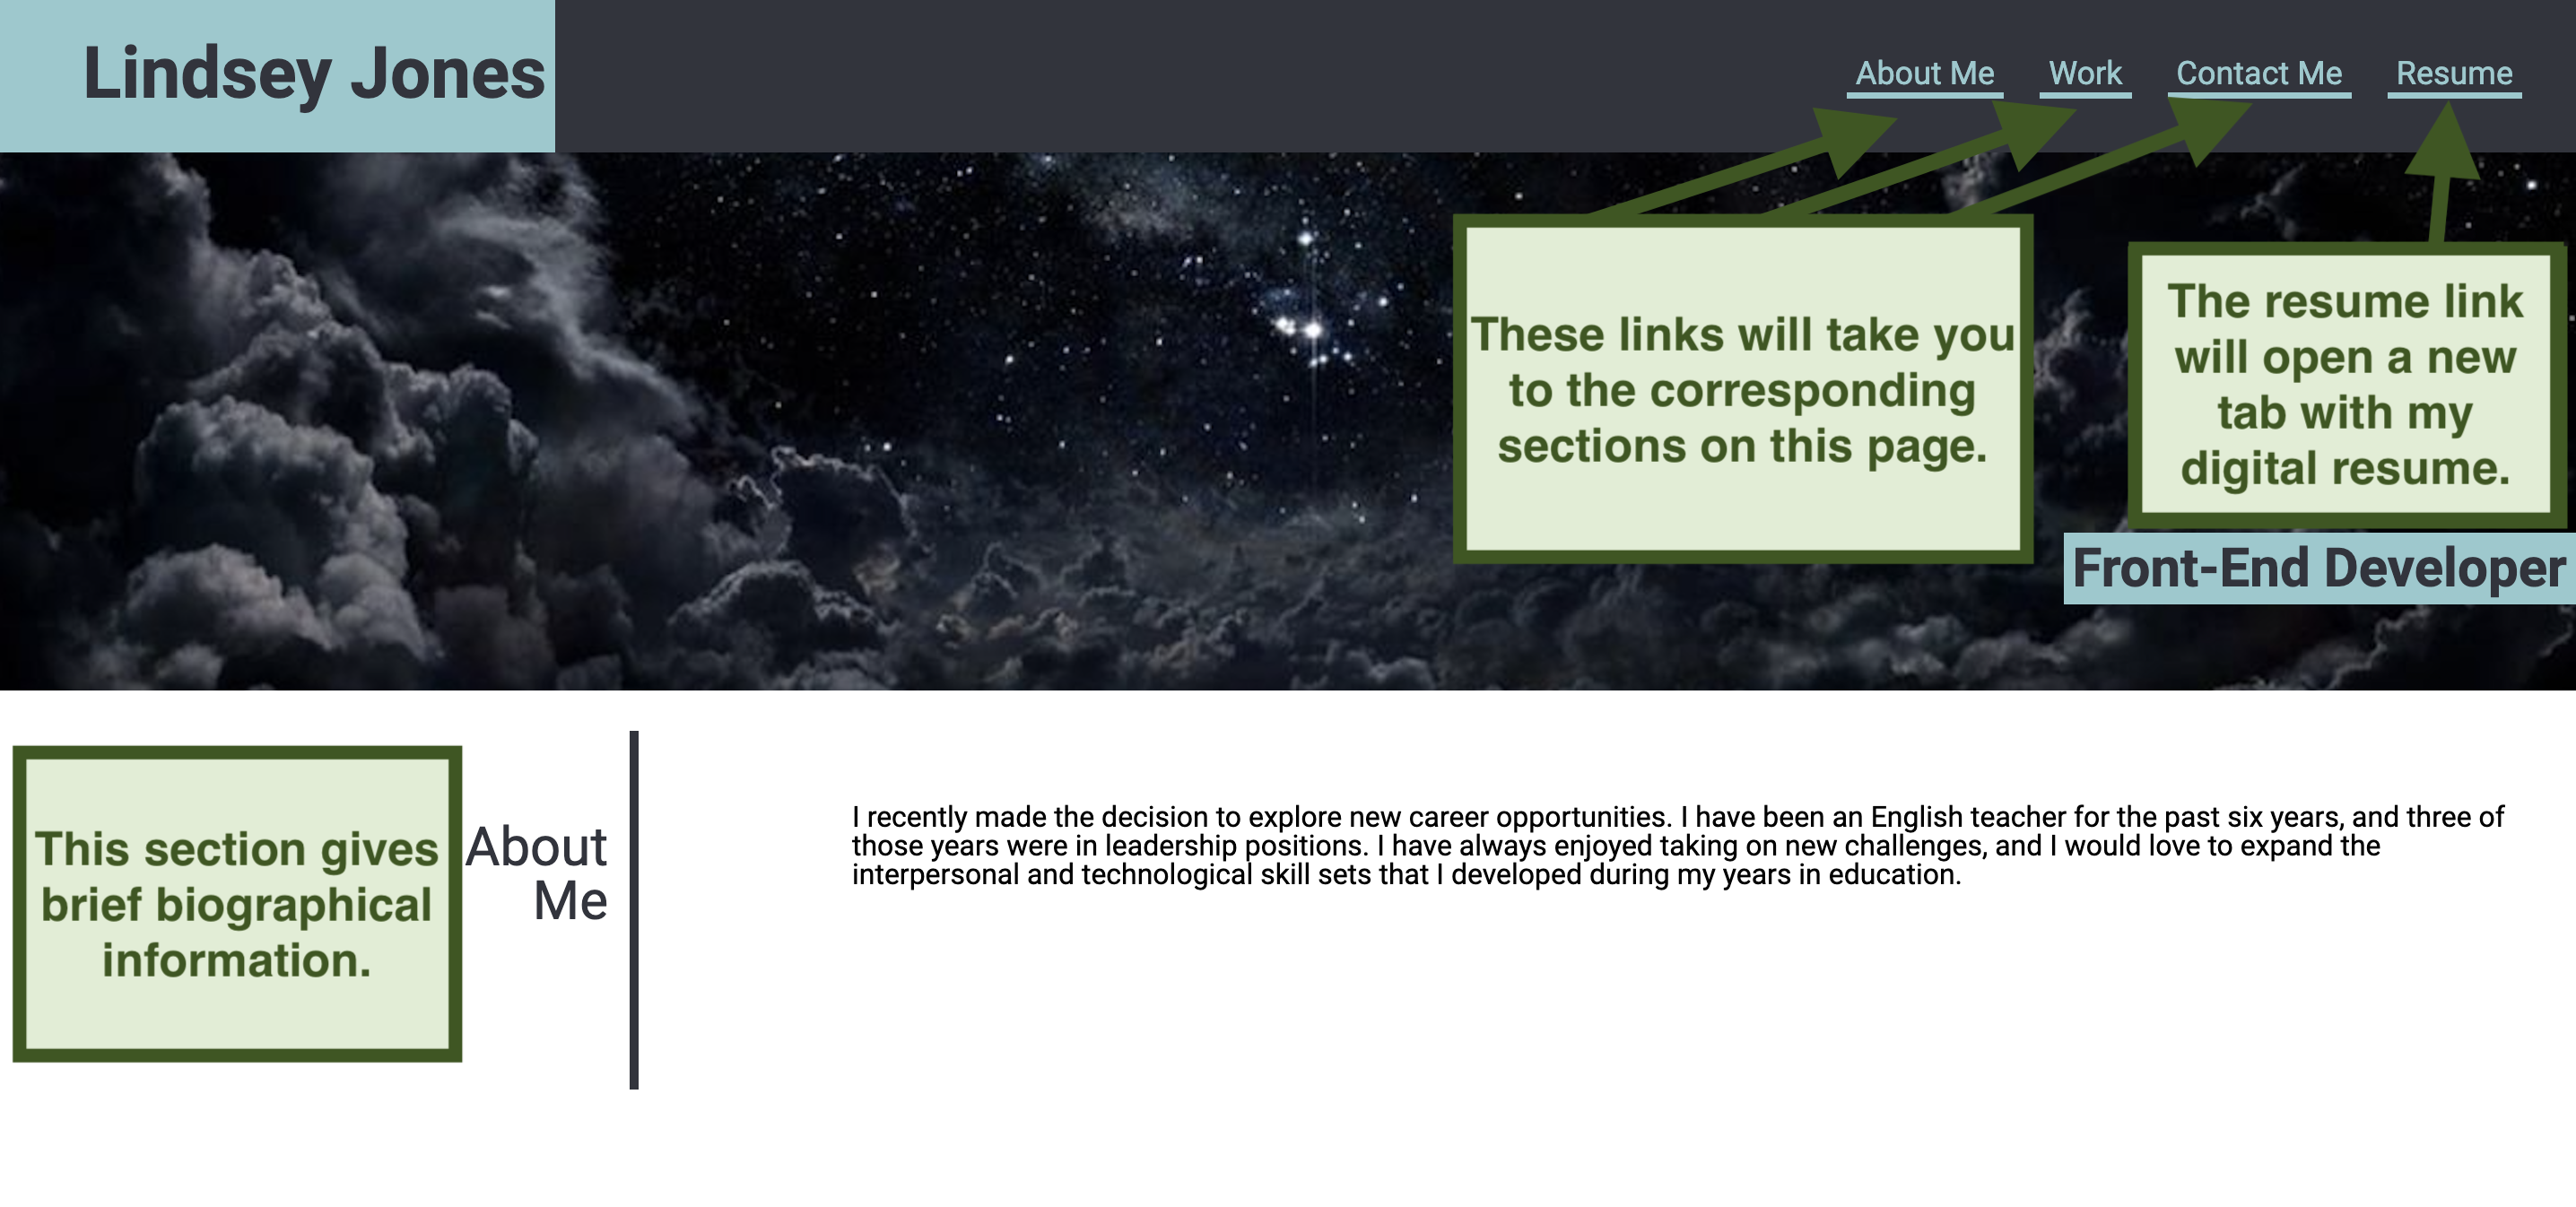 Lindsey Jones
About Me
Work
Contact Me
Resume
These links will take you
to the corresponding
sections on this page.
The resume link
will open a new
tab with my
digital resume.
Front-End Developer
This section gives
brief biographical
information.
About
Me
I recently made the decision to explore new career opportunities. I have been an English teacher for the past six years, and three of
those years were in leadership positions. I have always enjoyed taking on new challenges, and I would love to expand the
interpersonal and technological skill sets that I developed during my years in education.